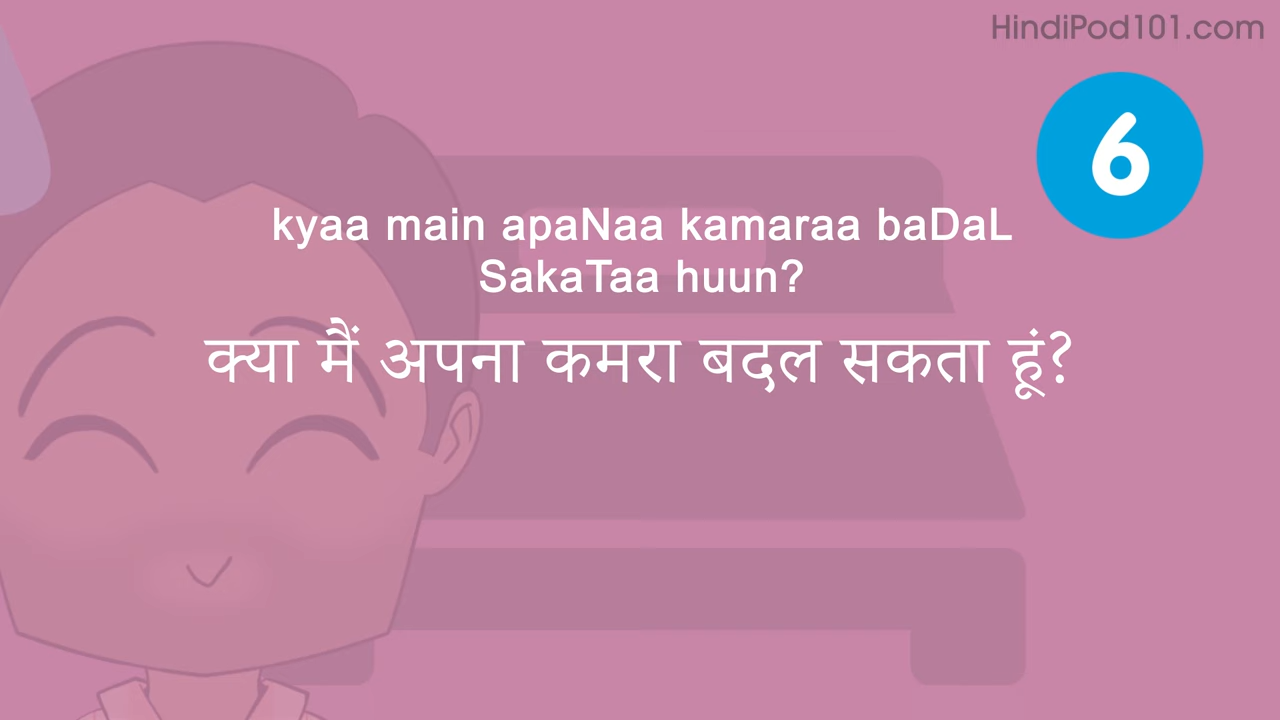 HindiPod101.com
6
kyaa main apaNaa kamaraa baDaL
SakaTaa huun?
क्या मैं अपना कमरा बदल सकता हूं?